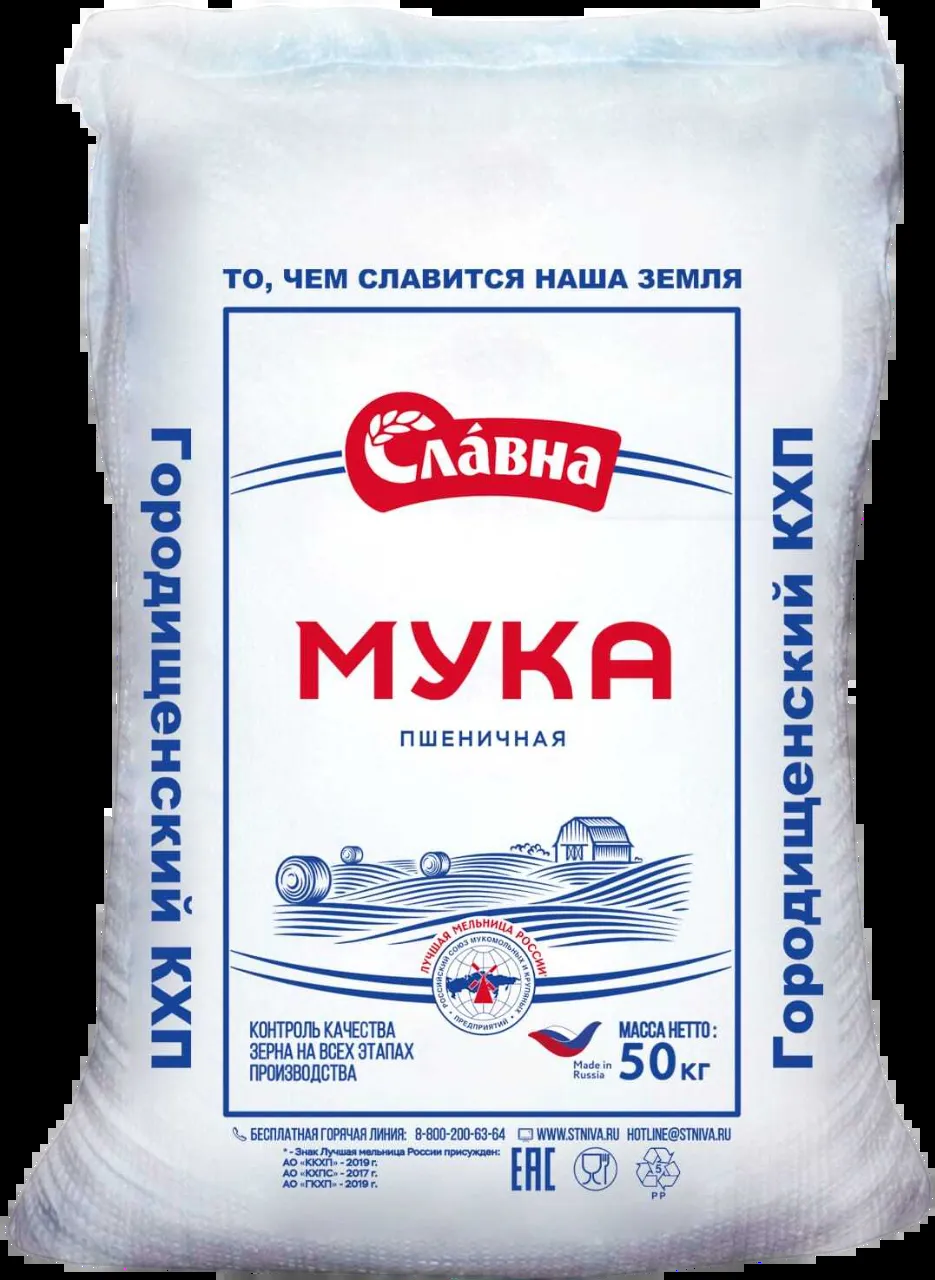 ТО, ЧЕМ СЛАВИТСЯ НАША ЗЕМЛЯ
Сла́вна
МУКА
ПШЕНИЧНАЯ
Городищенский КХП
Городищенский КХП
ЛУЧШАЯ МЕЛЬНИЦА РОССИИ*
РОССИЙСКИЙ СОЮЗ МУКОМОЛЬНЫХ И КРУПЯНЫХ • ПРЕДПРИЯТИЙ •
КОНТРОЛЬ КАЧЕСТВА
ЗЕРНА НА ВСЕХ ЭТАПАХ
ПРОИЗВОДСТВА
Made in
Russia
МАССА НЕТТО:
50 кг
БЕСПЛАТНАЯ ГОРЯЧАЯ ЛИНИЯ: 8-800-200-63-64 WWW.STNIVA.RU HOTLINE@STNIVA.RU
* - Знак Лучшая мельница России присужден:
АО «ККХП» - 2019 г.
АО «КХПС» - 2017 г.
АО «ГКХП» - 2019 г.
EAC
5
PP